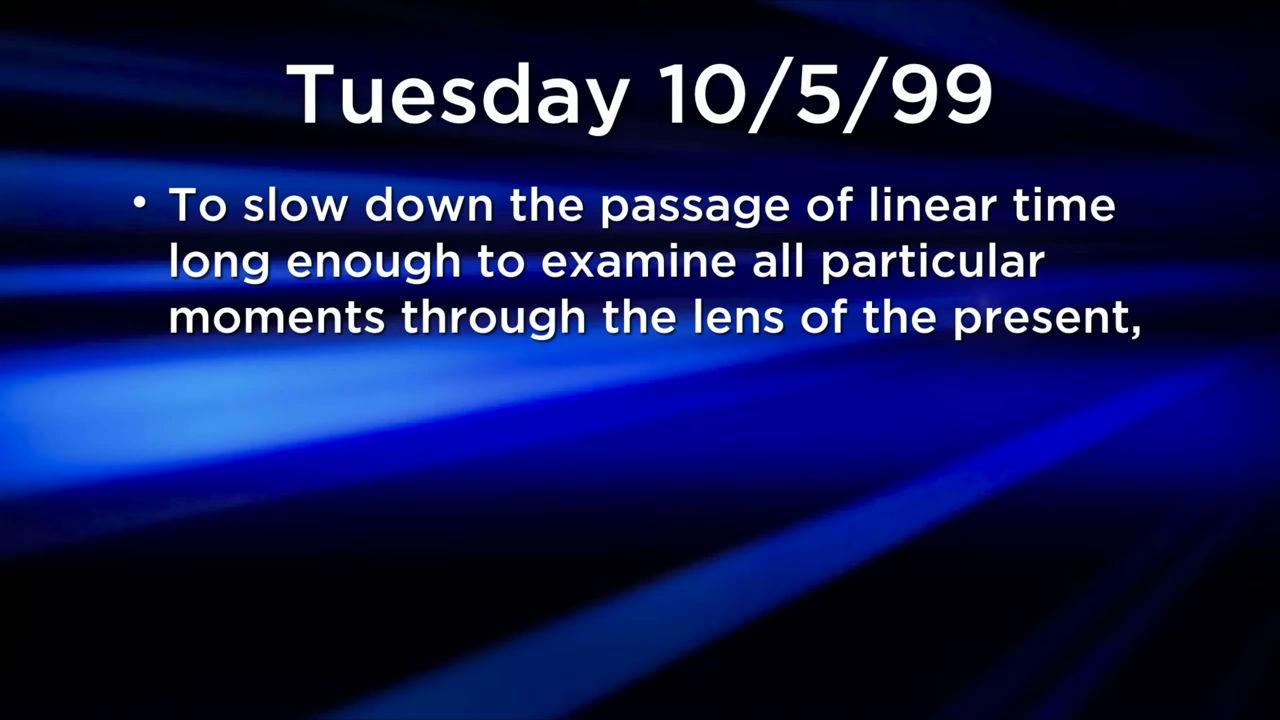 Tuesday 10/5/99
• To slow down the passage of linear time
long enough to examine all particular
moments through the lens of the present,